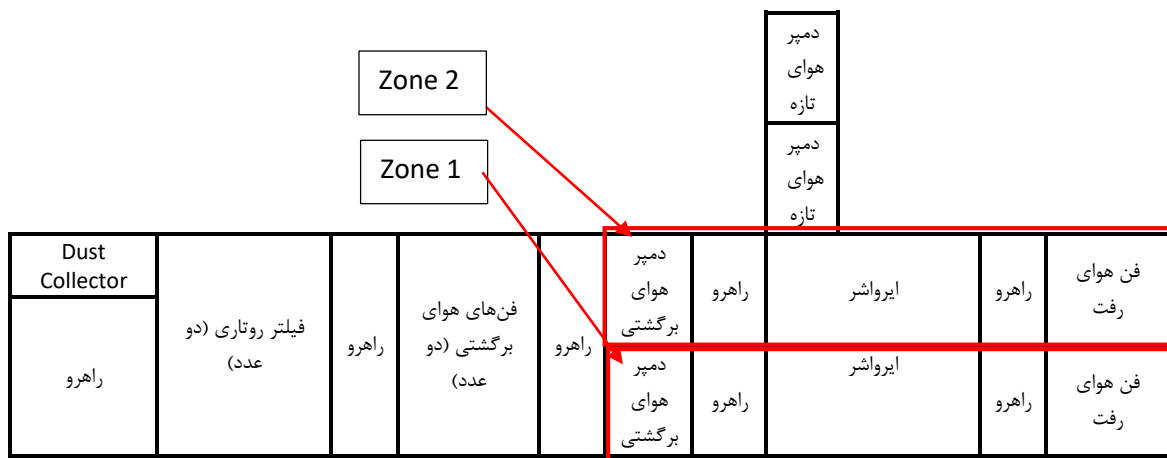 دمپر
هوای
تازه
Zone 2
دمپر
هوای
تازه
Zone 1
Dust
Collector
راهرو
فیلتر روتاری (دو
عدد)
راهرو
فن‌های هوای
برگشتی (دو
عدد)
راهرو
دمپر
هوای
برگشتی
راهرو
ایرواشر
راهرو
فن هوای
رفت
دمپر
هوای
برگشتی
راهرو
ایرواشر
راهرو
فن هوای
رفت